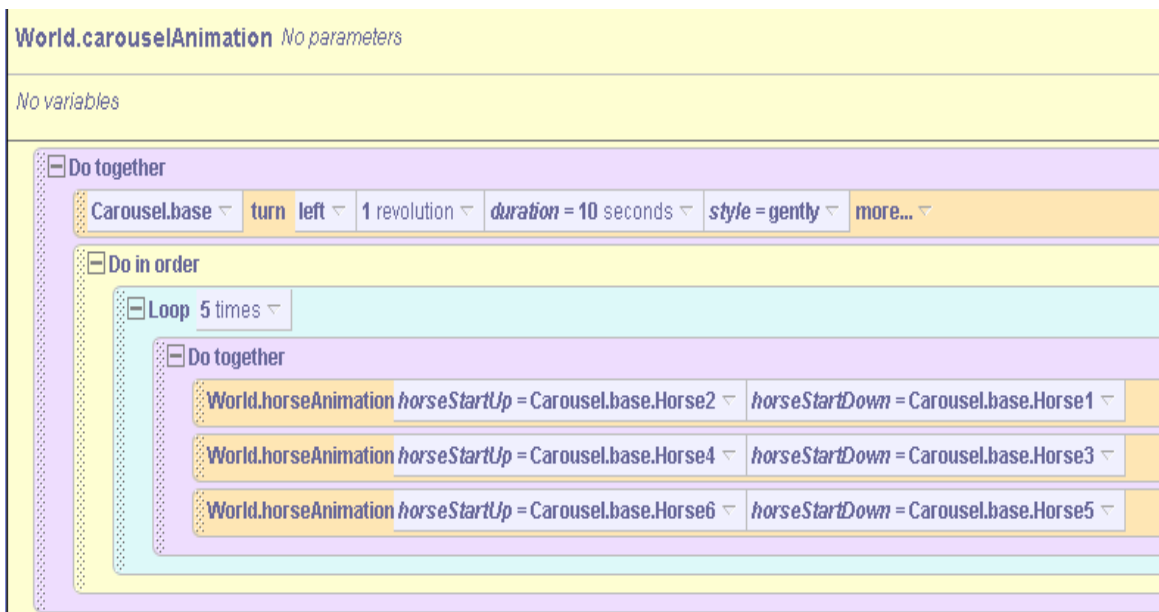 World.carouselAnimation No parameters
No variables
Do together
Carousel.base turn left 1 revolution duration = 10 seconds style = gently more...
Do in order
Loop 5 times
Do together
World.horseAnimation horseStartUp = Carousel.base.Horse2 horseStartDown = Carousel.base.Horse1
World.horseAnimation horseStartUp = Carousel.base.Horse4 horseStartDown = Carousel.base.Horse3
World.horseAnimation horseStartUp = Carousel.base.Horse6 horseStartDown = Carousel.base.Horse5